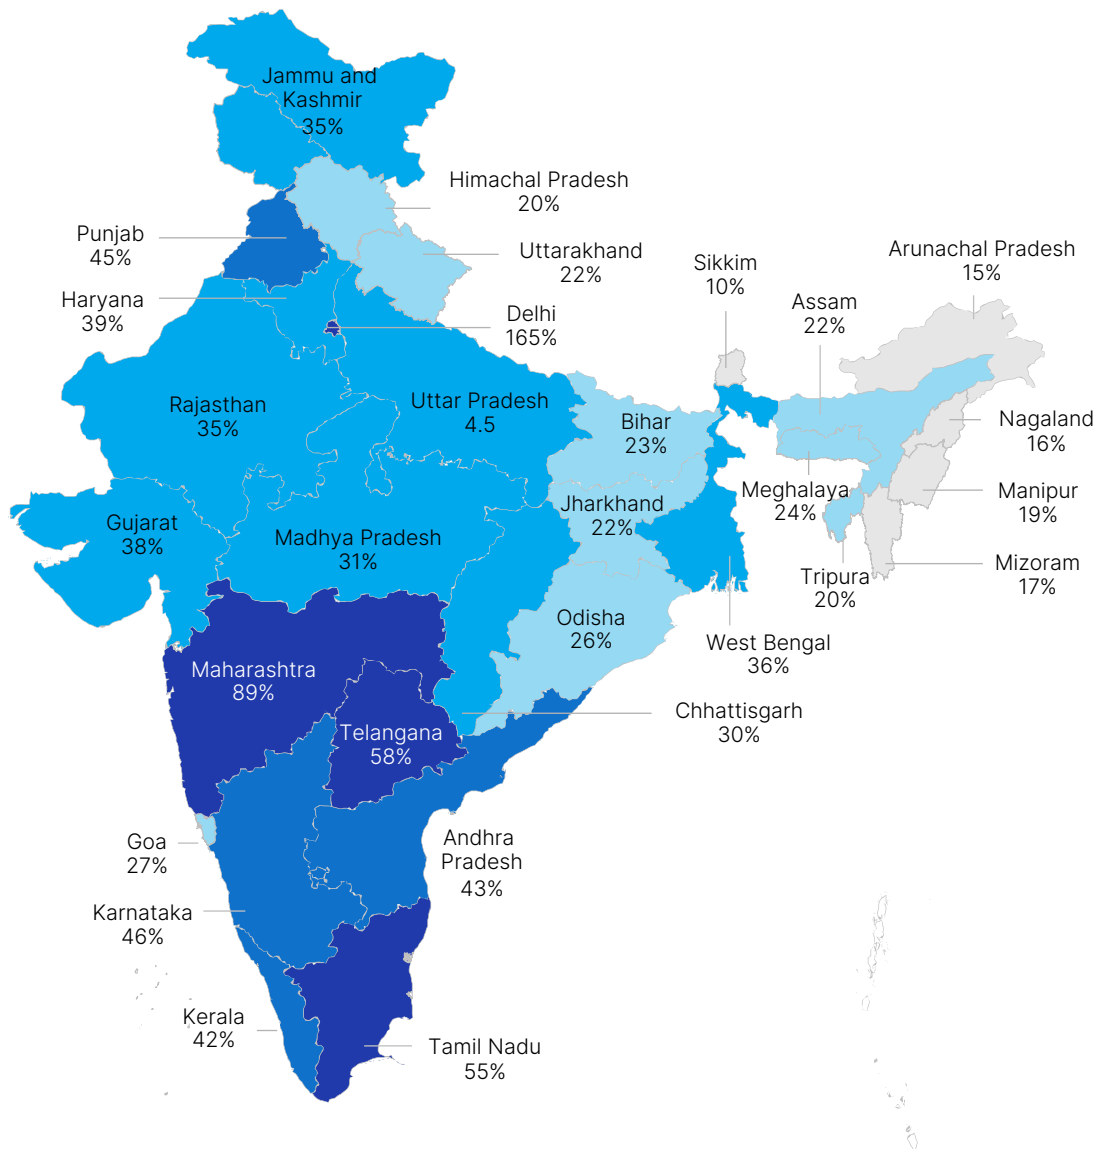 Jammu and
Kashmir
35%
Himachal Pradesh
20%
Punjab
45%
Uttarakhand
22%
Arunachal Pradesh
15%
Sikkim
10%
Haryana
39%
Assam
22%
Delhi
165%
Rajasthan
35%
Uttar Pradesh
4.5
Bihar
23%
Nagaland
16%
Jharkhand
22%
Meghalaya
24%
Manipur
19%
Gujarat
38%
Madhya Pradesh
31%
Mizoram
17%
Tripura
20%
Odisha
26%
West Bengal
36%
Maharashtra
89%
Chhattisgarh
30%
Telangana
58%
Goa
27%
Andhra
Pradesh
43%
Karnataka
46%
Kerala
42%
Tamil Nadu
55%